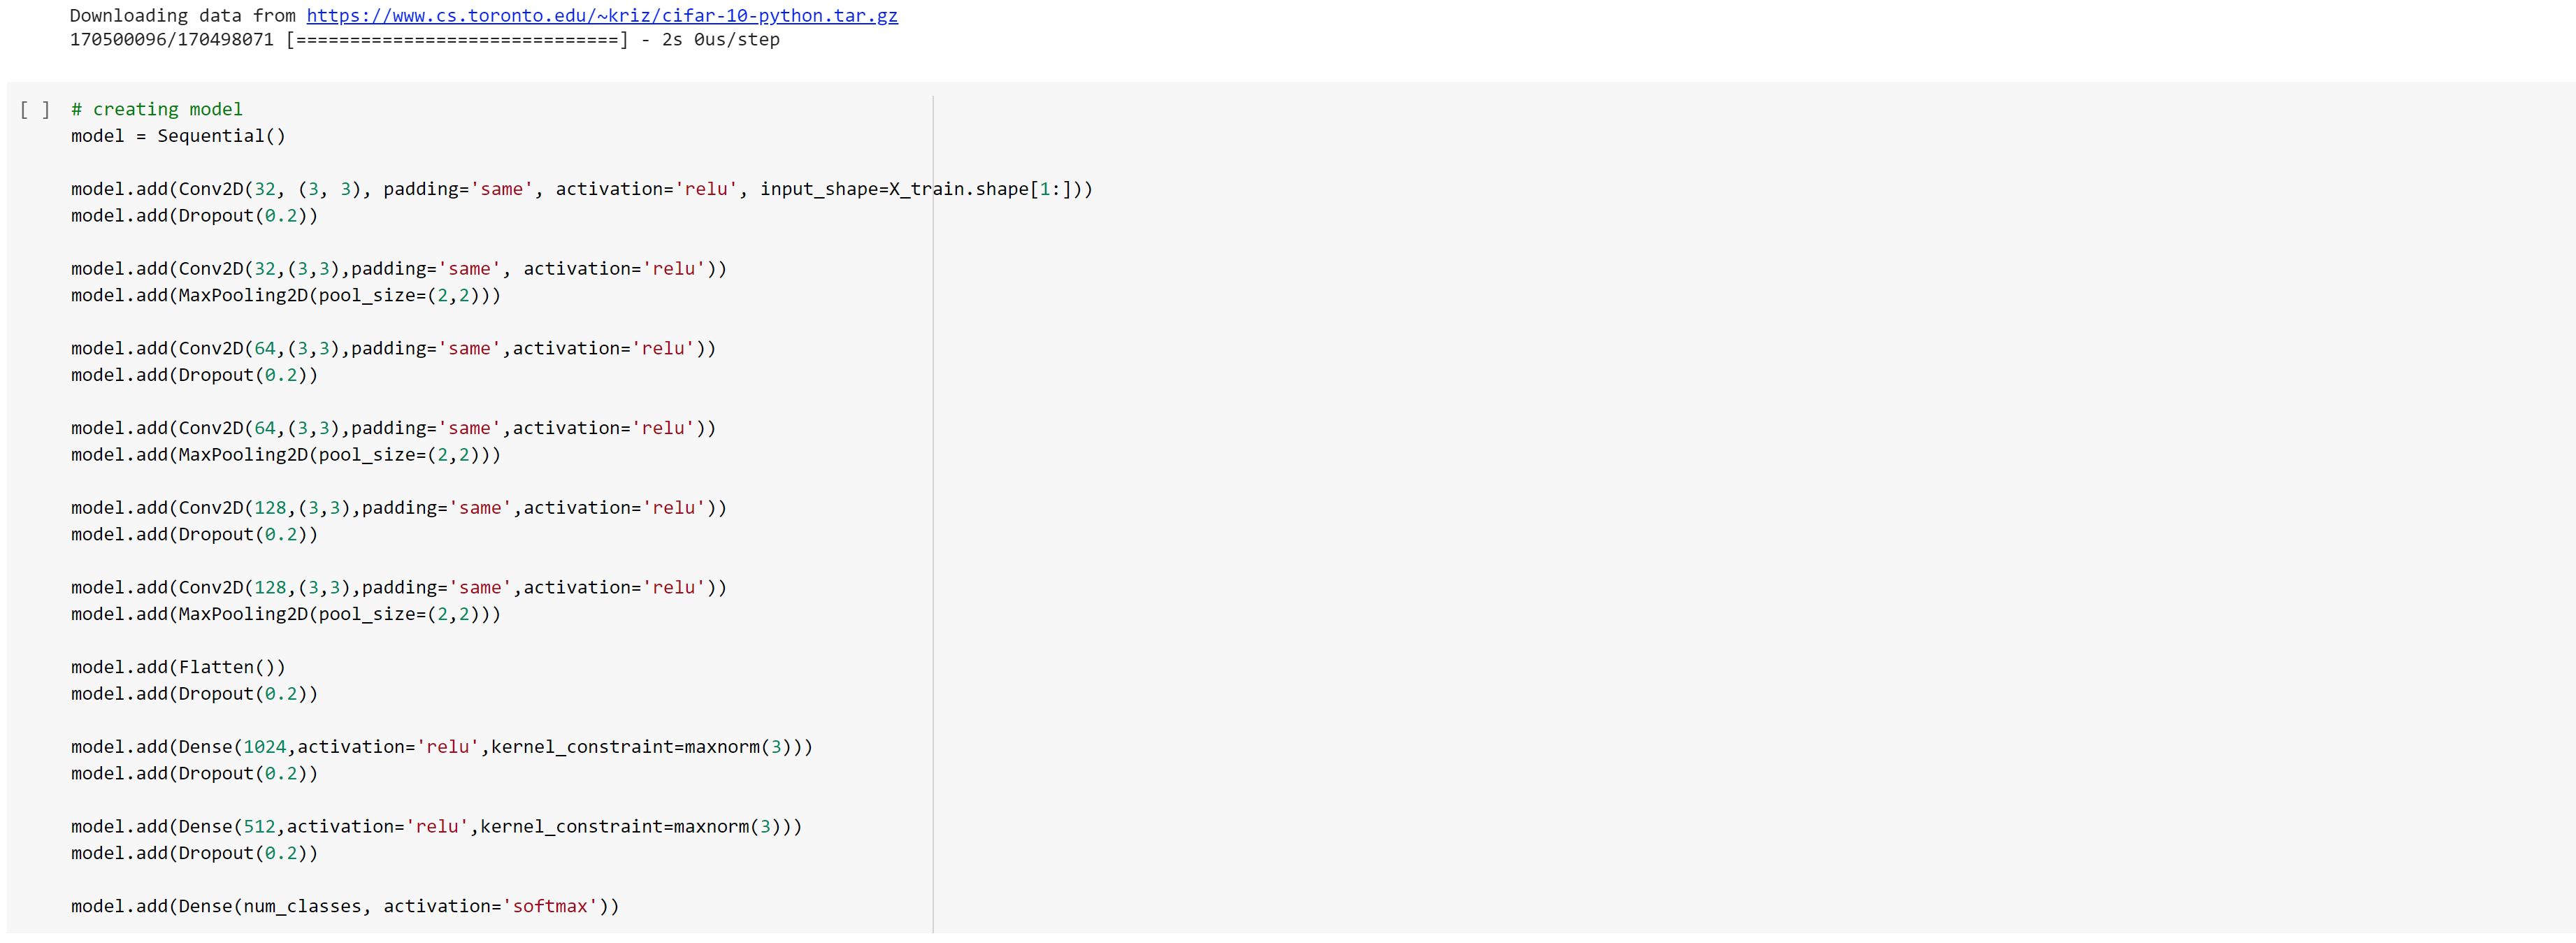 Downloading data from https://www.cs.toronto.edu/~kriz/cifar-10-python.tar.gz
170500096/170498071 [==============================] - 2s 0us/step
[ ] # creating model
model = Sequential()
model.add(Conv2D(32, (3, 3), padding='same', activation='relu', input_shape=X_train.shape[1:]))
model.add(Dropout(0.2))
model.add(Conv2D(32,(3,3),padding='same', activation='relu'))
model.add(MaxPooling2D(pool_size=(2,2)))
model.add(Conv2D(64,(3,3),padding='same',activation='relu'))
model.add(Dropout(0.2))
model.add(Conv2D(64,(3,3),padding='same',activation='relu'))
model.add(MaxPooling2D(pool_size=(2,2)))
model.add(Conv2D(128,(3,3),padding='same',activation='relu'))
model.add(Dropout(0.2))
model.add(Conv2D(128,(3,3),padding='same',activation='relu'))
model.add(MaxPooling2D(pool_size=(2,2)))
model.add(Flatten())
model.add(Dropout(0.2))
model.add(Dense(1024,activation='relu',kernel_constraint=maxnorm(3)))
model.add(Dropout(0.2))
model.add(Dense(512,activation='relu',kernel_constraint=maxnorm(3)))
model.add(Dropout(0.2))
model.add(Dense(num_classes, activation='softmax'))